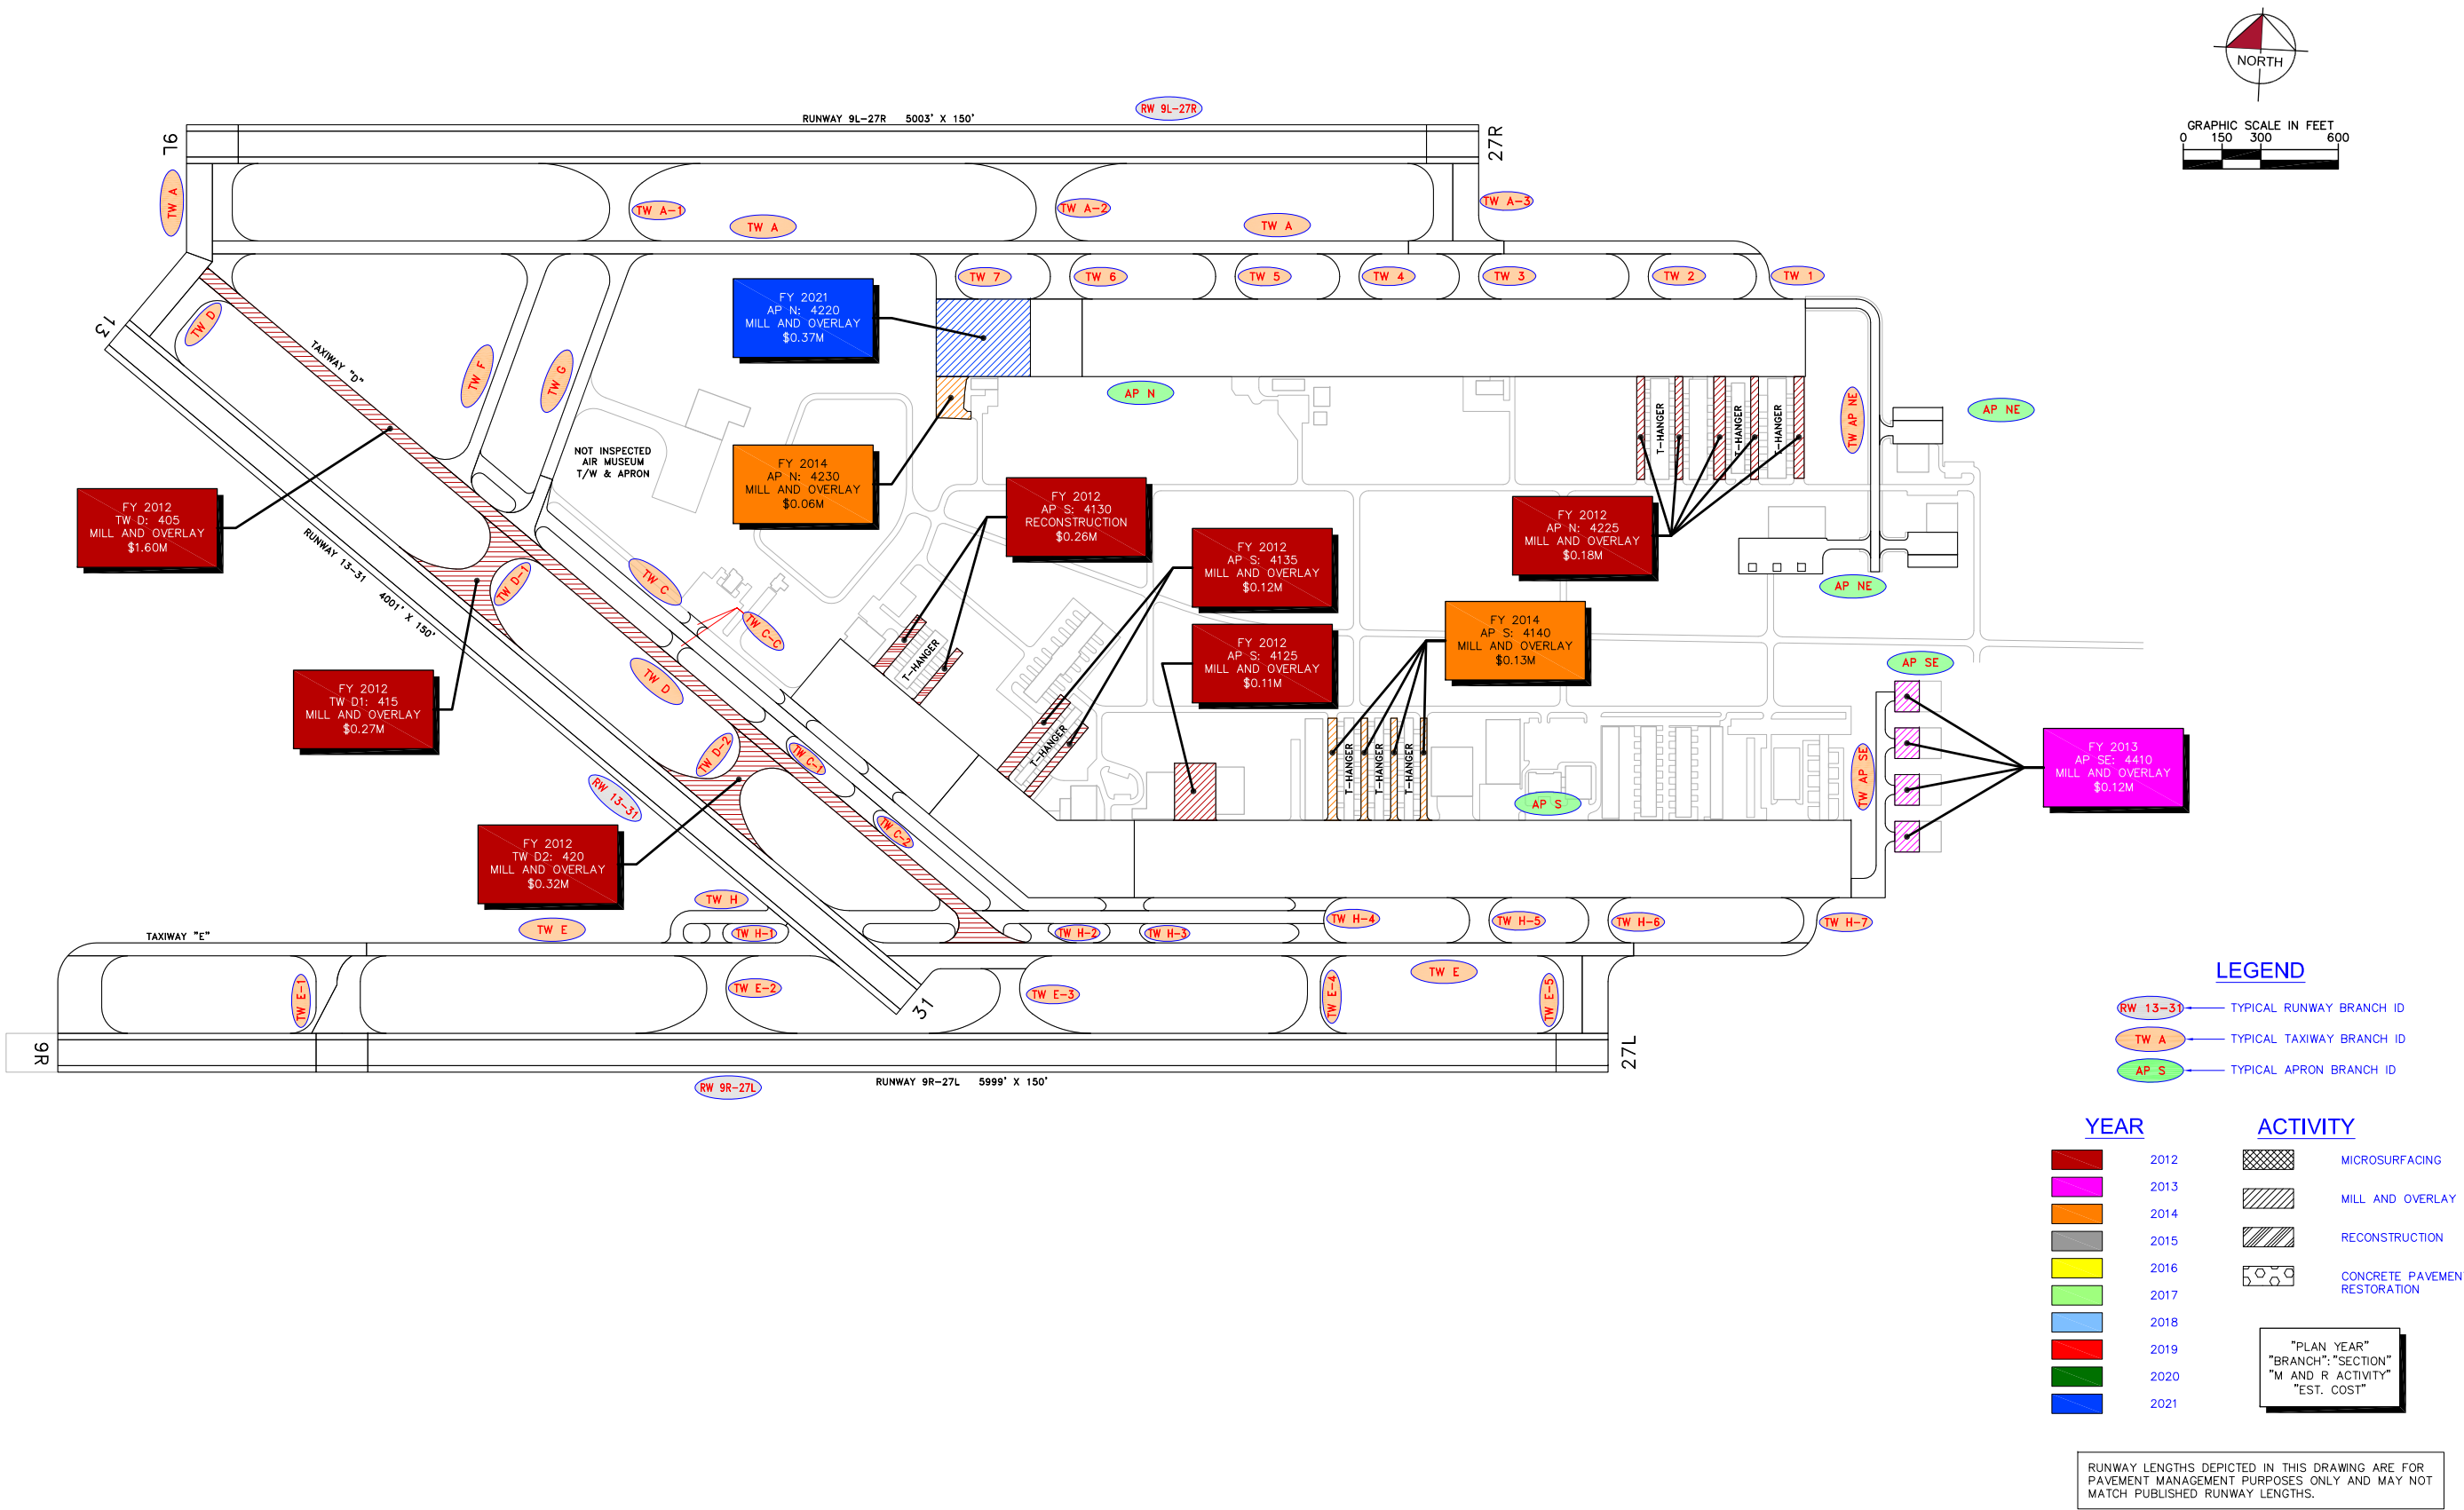 NORTH
GRAPHIC SCALE IN FEET
0 150 300 600
RW 9L-27R
RUNWAY 9L-27R 5003' X 150'
9L
27R
TW A
TW A-1
TW A
TW A-2
TW A
TW A-3
TW 7
TW 6
TW 5
TW 4
TW 3
TW 2
TW 1
13
TW D
TAXIWAY "D"
TW F
TW G
FY 2021
AP N: 4220
MILL AND OVERLAY
$0.37M
AP N
T-HANGER
T-HANGER
T-HANGER
TW AP NE
AP NE
NOT INSPECTED
AIR MUSEUM
T/W & APRON
FY 2014
AP N: 4230
MILL AND OVERLAY
$0.06M
FY 2012
TW D: 405
MILL AND OVERLAY
$1.60M
FY 2012
AP S: 4130
RECONSTRUCTION
$0.26M
FY 2012
AP S: 4135
MILL AND OVERLAY
$0.12M
FY 2012
AP N: 4225
MILL AND OVERLAY
$0.18M
AP NE
RUNWAY 13-31 4001' X 150'
TW D-1
TW C
TW C-C
T-HANGER
FY 2012
AP S: 4125
MILL AND OVERLAY
$0.11M
FY 2014
AP S: 4140
MILL AND OVERLAY
$0.13M
AP SE
FY 2012
TW D1: 415
MILL AND OVERLAY
$0.27M
TW D
TW D-2
TW C-1
T-HANGER
T-HANGER
T-HANGER
T-HANGER
TW AP SE
FY 2013
AP SE: 4410
MILL AND OVERLAY
$0.12M
RW 13-31
TW C-2
AP S
FY 2012
TW D2: 420
MILL AND OVERLAY
$0.32M
TW H
TAXIWAY "E"
TW E
TW H-1
TW H-2
TW H-3
TW H-4
TW H-5
TW H-6
TW H-7
TW E-1
TW E-2
31
TW E-3
TW E-4
TW E
TW E-5
9R
27L
RW 9R-27L
RUNWAY 9R-27L 5999' X 150'
LEGEND
RW 13-31 TYPICAL RUNWAY BRANCH ID
TW A TYPICAL TAXIWAY BRANCH ID
AP S TYPICAL APRON BRANCH ID
YEAR
2012
2013
2014
2015
2016
2017
2018
2019
2020
2021
ACTIVITY
MICROSURFACING
MILL AND OVERLAY
RECONSTRUCTION
CONCRETE PAVEMEN
RESTORATION
"PLAN YEAR"
"BRANCH":"SECTION"
"M AND R ACTIVITY"
"EST. COST"
RUNWAY LENGTHS DEPICTED IN THIS DRAWING ARE FOR
PAVEMENT MANAGEMENT PURPOSES ONLY AND MAY NOT
MATCH PUBLISHED RUNWAY LENGTHS.